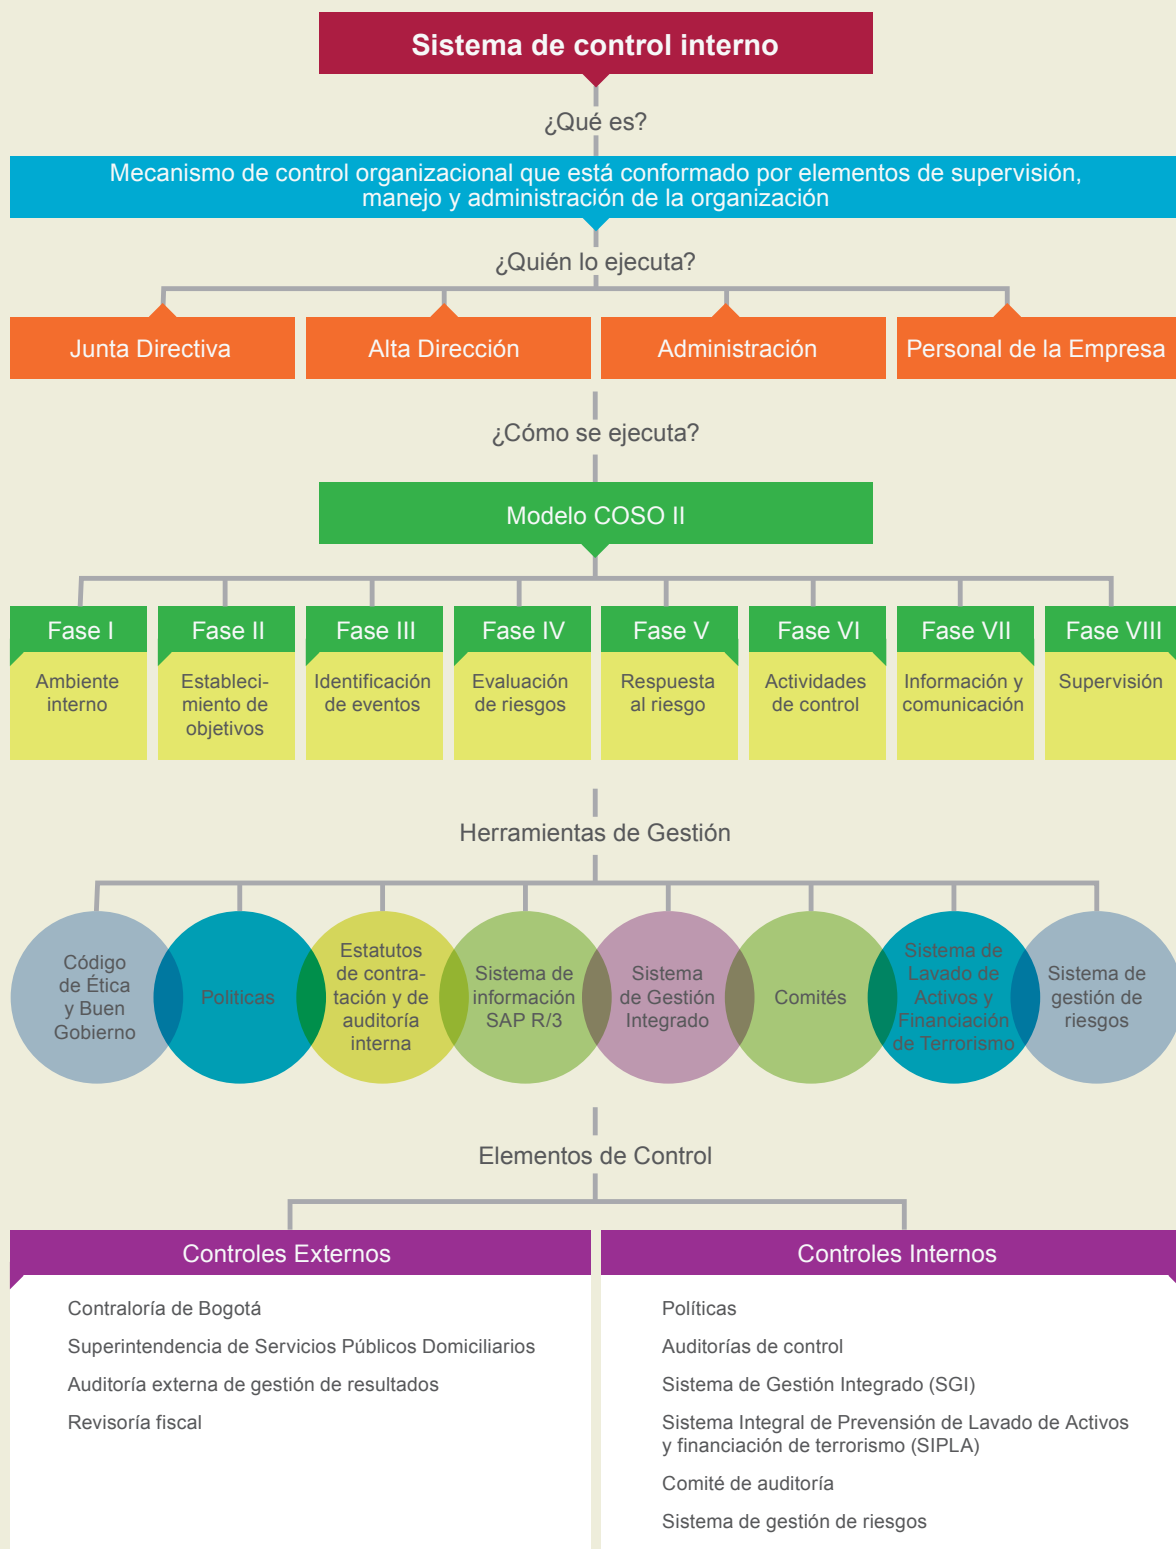 Sistema de control interno
¿Qué es?
Mecanismo de control organizacional que está conformado por elementos de supervisión,
manejo y administración de la organización
¿Quién lo ejecuta?
Junta Directiva
Alta Dirección
Administración
Personal de la Empresa
¿Cómo se ejecuta?
Modelo COSO II
Fase I
Fase II
Fase III
Fase IV
Fase V
Fase VI
Fase VII
Fase VIII
Ambiente
interno
Estableci-
miento de
objetivos
Identificación
de eventos
Evaluación
de riesgos
Respuesta
al riesgo
Actividades
de control
Información y
comunicación
Supervisión
Herramientas de Gestión
Código
de Ética
y Buen
Gobierno
Politicas
Estatutos
de contra-
tación y de
auditoría
interna
Sistema de
información
SAP R/3
Sistema
de Gestión
Integrado
Comités
Sistema de
Lavado de
Activos y
Financiación
de Terrorismo
Sistema de
gestión de
riesgos
Elementos de Control
Controles Externos
Contraloría de Bogotá
Superintendencia de Servicios Públicos Domiciliarios
Auditoría externa de gestión de resultados
Revisoría fiscal
Controles Internos
Políticas
Auditorías de control
Sistema de Gestión Integrado (SGI)
Sistema Integral de Prevención de Lavado de Activos
y financiación de terrorismo (SIPLA)
Comité de auditoría
Sistema de gestión de riesgos